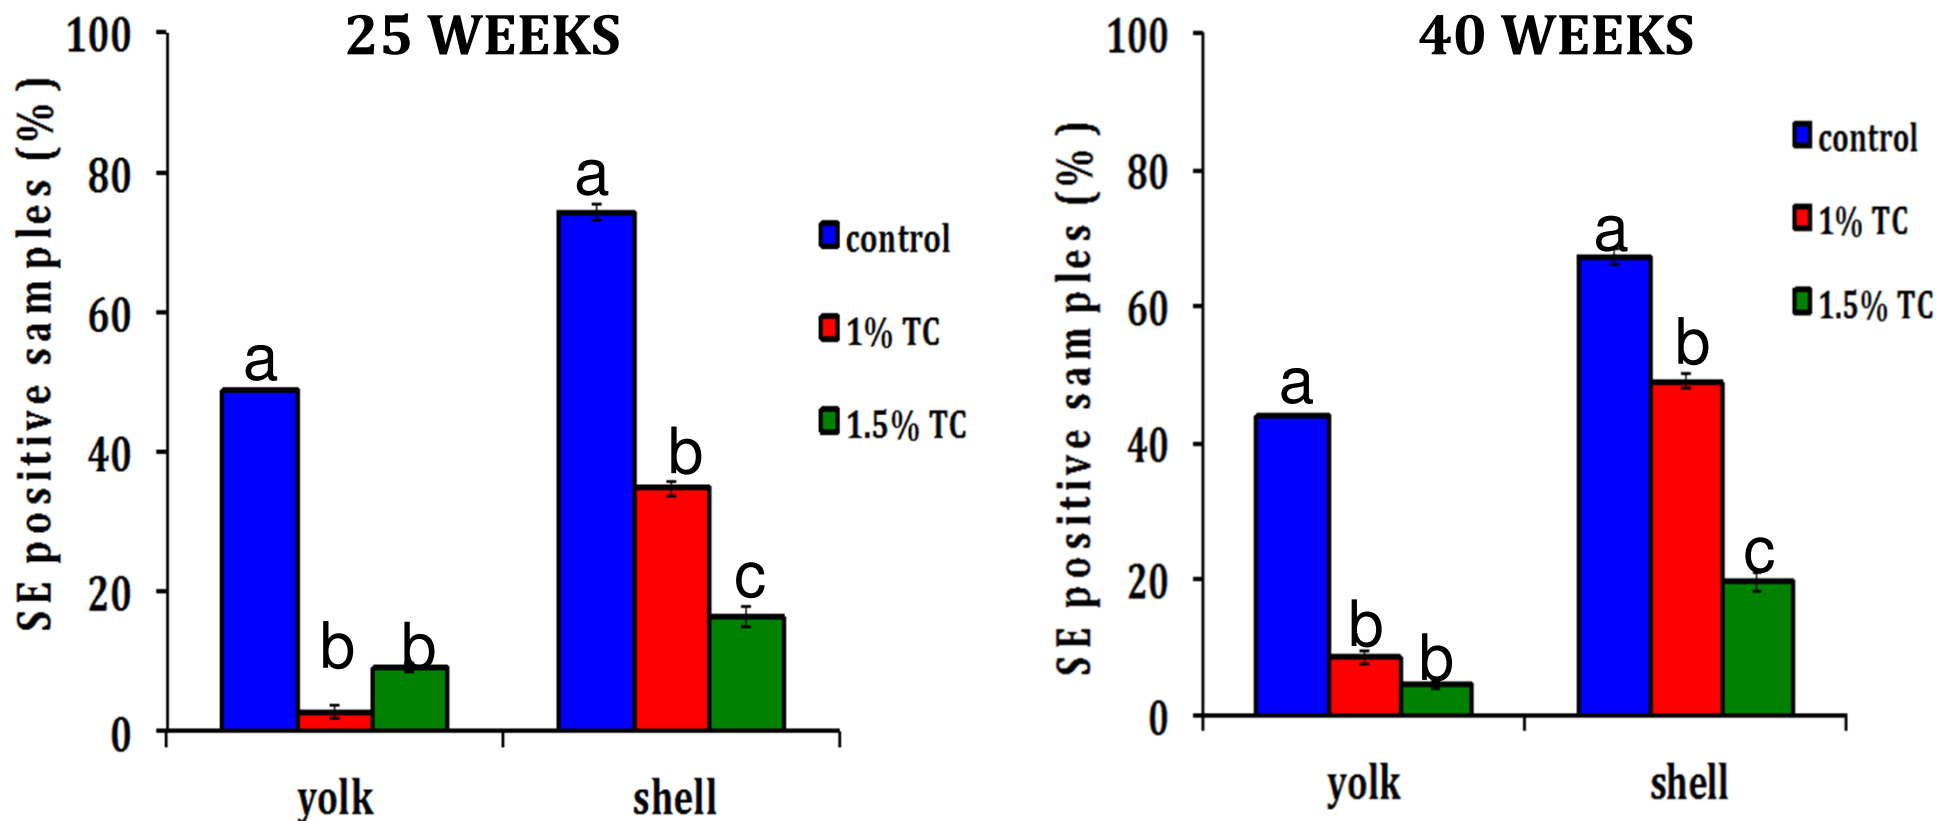 25 WEEKS
SE positive samples (%)
100
80
60
40
20
0
a
b
b
a
b
c
yolk
shell
control
1% TC
1.5% TC
40 WEEKS
SE positive samples (%)
100
80
60
40
20
0
a
b
b
a
b
c
yolk
shell
control
1% TC
1.5% TC